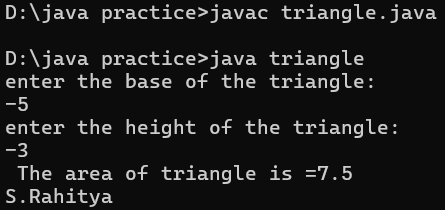 D:\java practice>javac triangle.java
D:\java practice>java triangle
enter the base of the triangle:
-5
enter the height of the triangle:
-3
The area of triangle is =7.5
S.Rahitya